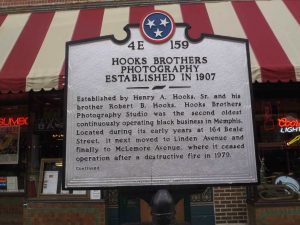 4E 159
HOOKS BROTHERS
PHOTOGRAPHY
ESTABLISHED IN 1907
Established by Henry A. Hooks, Sr. and his
brother Robert B. Hooks, Hooks Brothers
Photography Studio was the second oldest
continuously operating black business in Memphis.
Located during its early years at 164 Beale
Street, it next moved to Linden Avenue and
finally to McLemore Avenue, where it ceased
operation after a destructive fire in 1979.
Continued